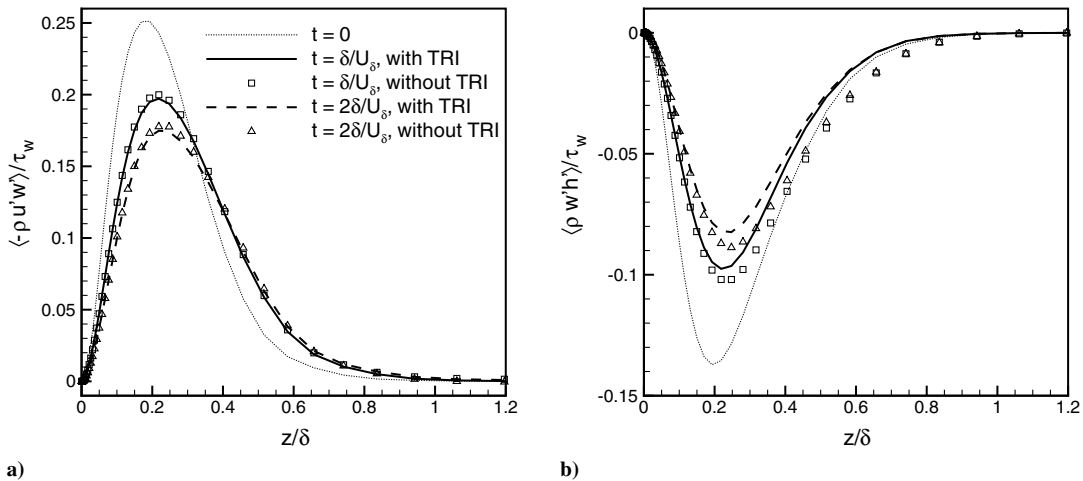 0.25
0.2
0.15
0.1
0.05
0
⟨-ρ u'w'⟩/τw
0 0.2 0.4 0.6 0.8 1 1.2
z/δ
t = 0
t = δ/Uδ, with TRI
t = δ/Uδ, without TRI
t = 2δ/Uδ, with TRI
t = 2δ/Uδ, without TRI
a)
0
-0.05
-0.1
-0.15
⟨ρ w'h'⟩/τw
0 0.2 0.4 0.6 0.8 1 1.2
z/δ
b)